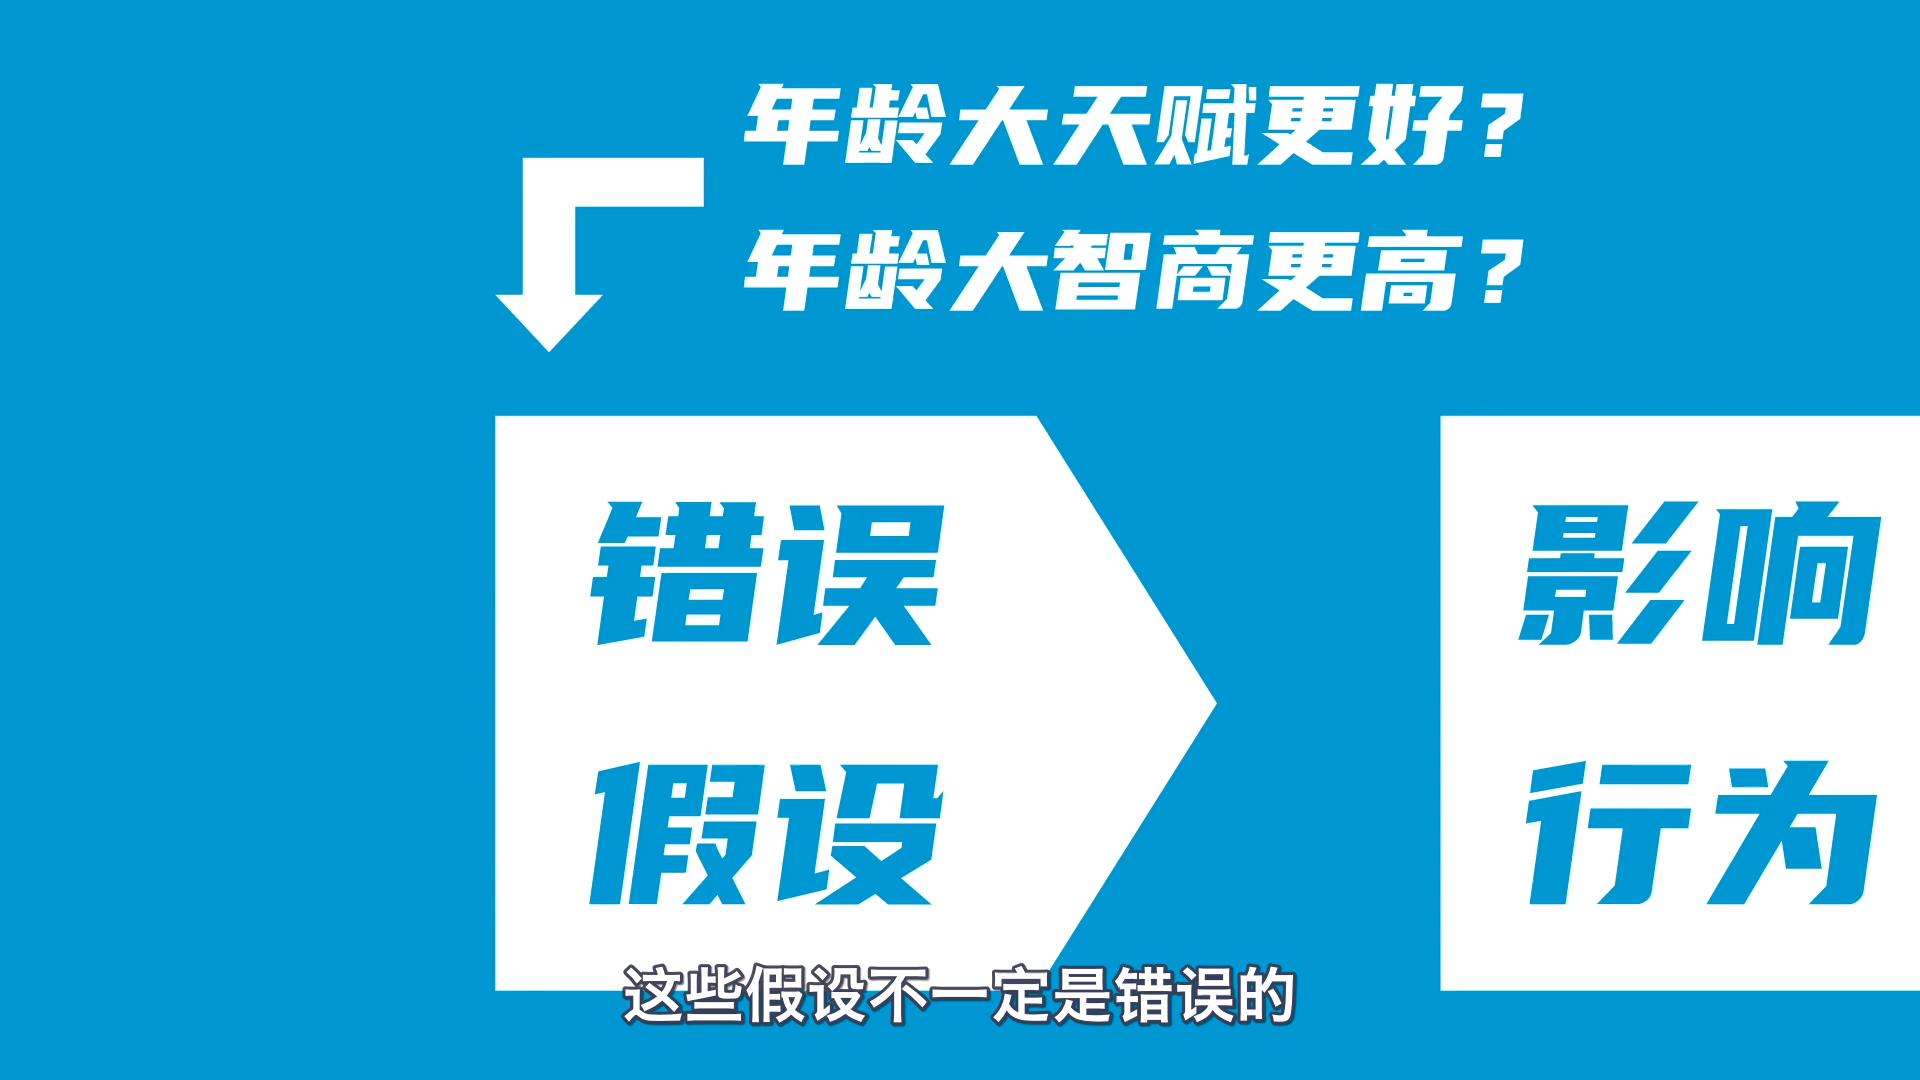 年龄大天赋更好？
年龄大智商更高？
错误
假设
影响
行为
这些假设不一定是错误的